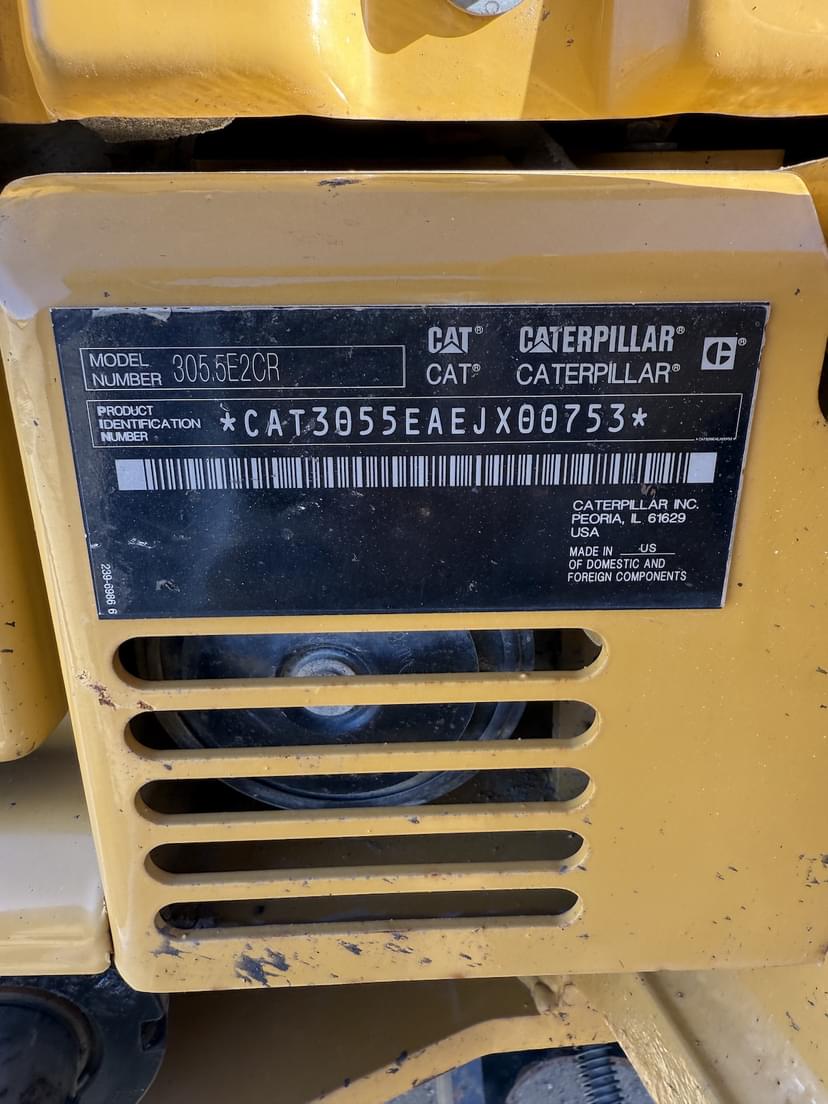 MODEL
NUMBER 305.5E2CR
CAT® CATERPILLAR®
CAT® CATERPILLAR®
PRODUCT
IDENTIFICATION
NUMBER
*CAT3055EAEJX00753*
CATERPILLAR INC.
PEORIA, IL 61629
USA
MADE IN US
OF DOMESTIC AND
FOREIGN COMPONENTS
239-6986 6